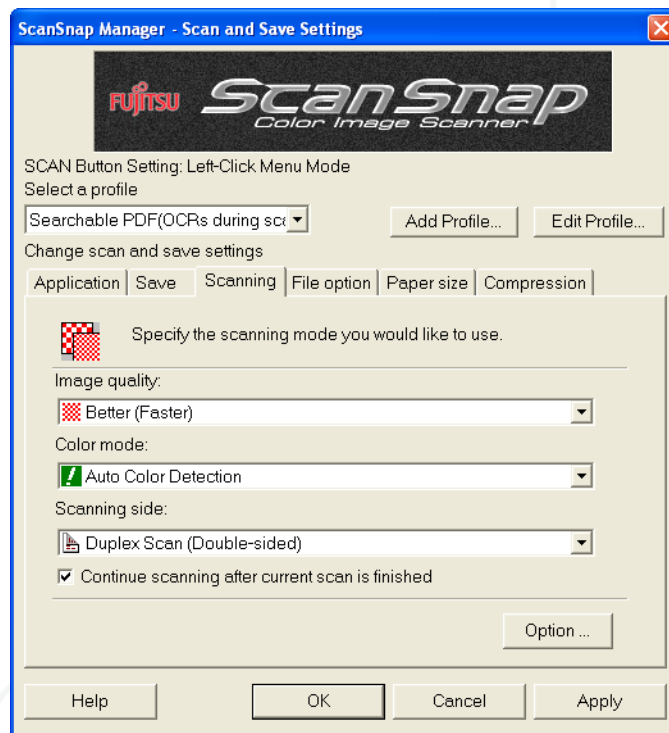 ScanSnap Manager - Scan and Save Settings
FUJITSU ScanSnap
Color Image Scanner
SCAN Button Setting: Left-Click Menu Mode
Select a profile
Searchable PDF(OCRs during sc
Add Profile... Edit Profile...
Change scan and save settings
Application Save Scanning File option Paper size Compression
Specify the scanning mode you would like to use.
Image quality:
Better (Faster)
Color mode:
Auto Color Detection
Scanning side:
Duplex Scan (Double-sided)
Continue scanning after current scan is finished
Option ...
Help OK Cancel Apply